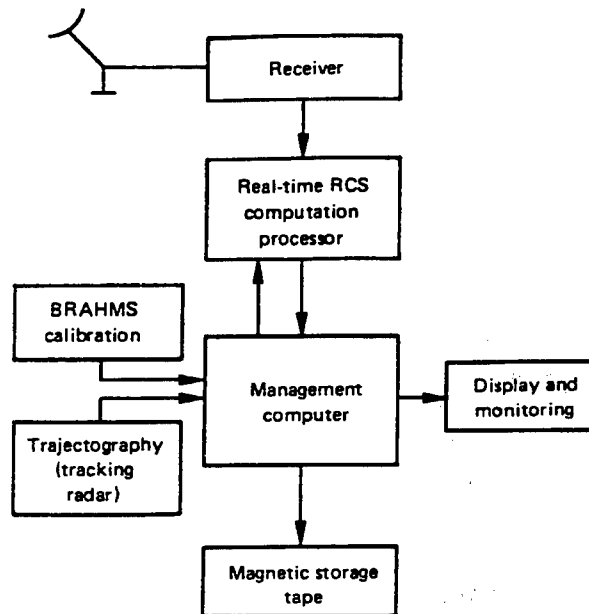 Receiver
Real-time RCS
computation
processor
BRAHMS
calibration
Management
computer
Display and
monitoring
Trajectography
(tracking
radar)
Magnetic storage
tape